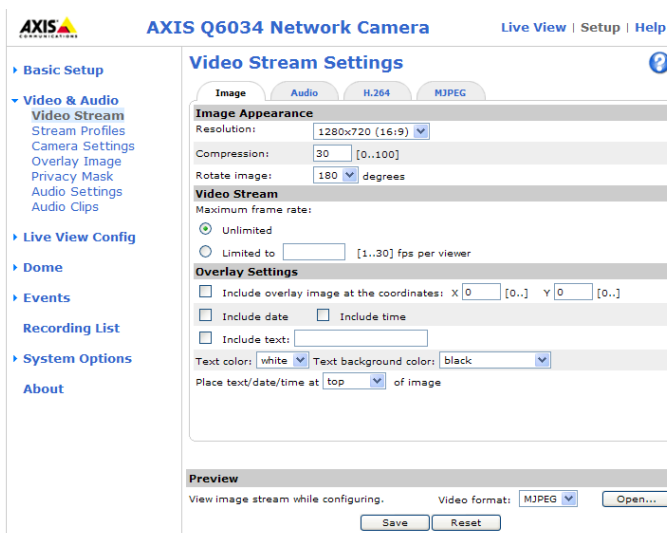 AXIS
COMMUNICATIONS
AXIS Q6034 Network Camera
Live View | Setup | Help
Basic Setup
Video & Audio
Video Stream
Stream Profiles
Camera Settings
Overlay Image
Privacy Mask
Audio Settings
Audio Clips
Live View Config
Dome
Events
Recording List
System Options
About
Video Stream Settings
?
Image Audio H.264 MJPEG
Image Appearance
Resolution: 1280x720 (16:9)
Compression: 30 [0..100]
Rotate image: 180 degrees
Video Stream
Maximum frame rate:
Unlimited
Limited to [1..30] fps per viewer
Overlay Settings
Include overlay image at the coordinates: X 0 [0..] Y 0 [0..]
Include date Include time
Include text:
Text color: white Text background color: black
Place text/date/time at top of image
Preview
View image stream while configuring. Video format: MJPEG Open...
Save Reset